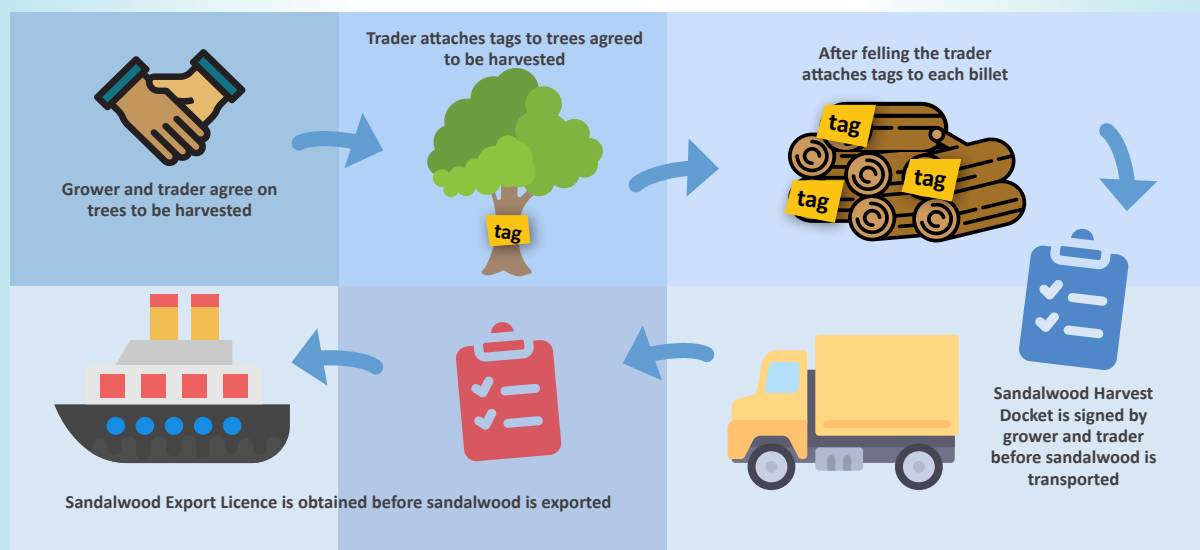 Grower and trader agree on
trees to be harvested
Trader attaches tags to trees agreed
to be harvested
tag
After felling the trader
attaches tags to each billet
tag
tag
tag
Sandalwood Harvest
Docket is signed by
grower and trader
before sandalwood is
transported
Sandalwood Export Licence is obtained before sandalwood is exported